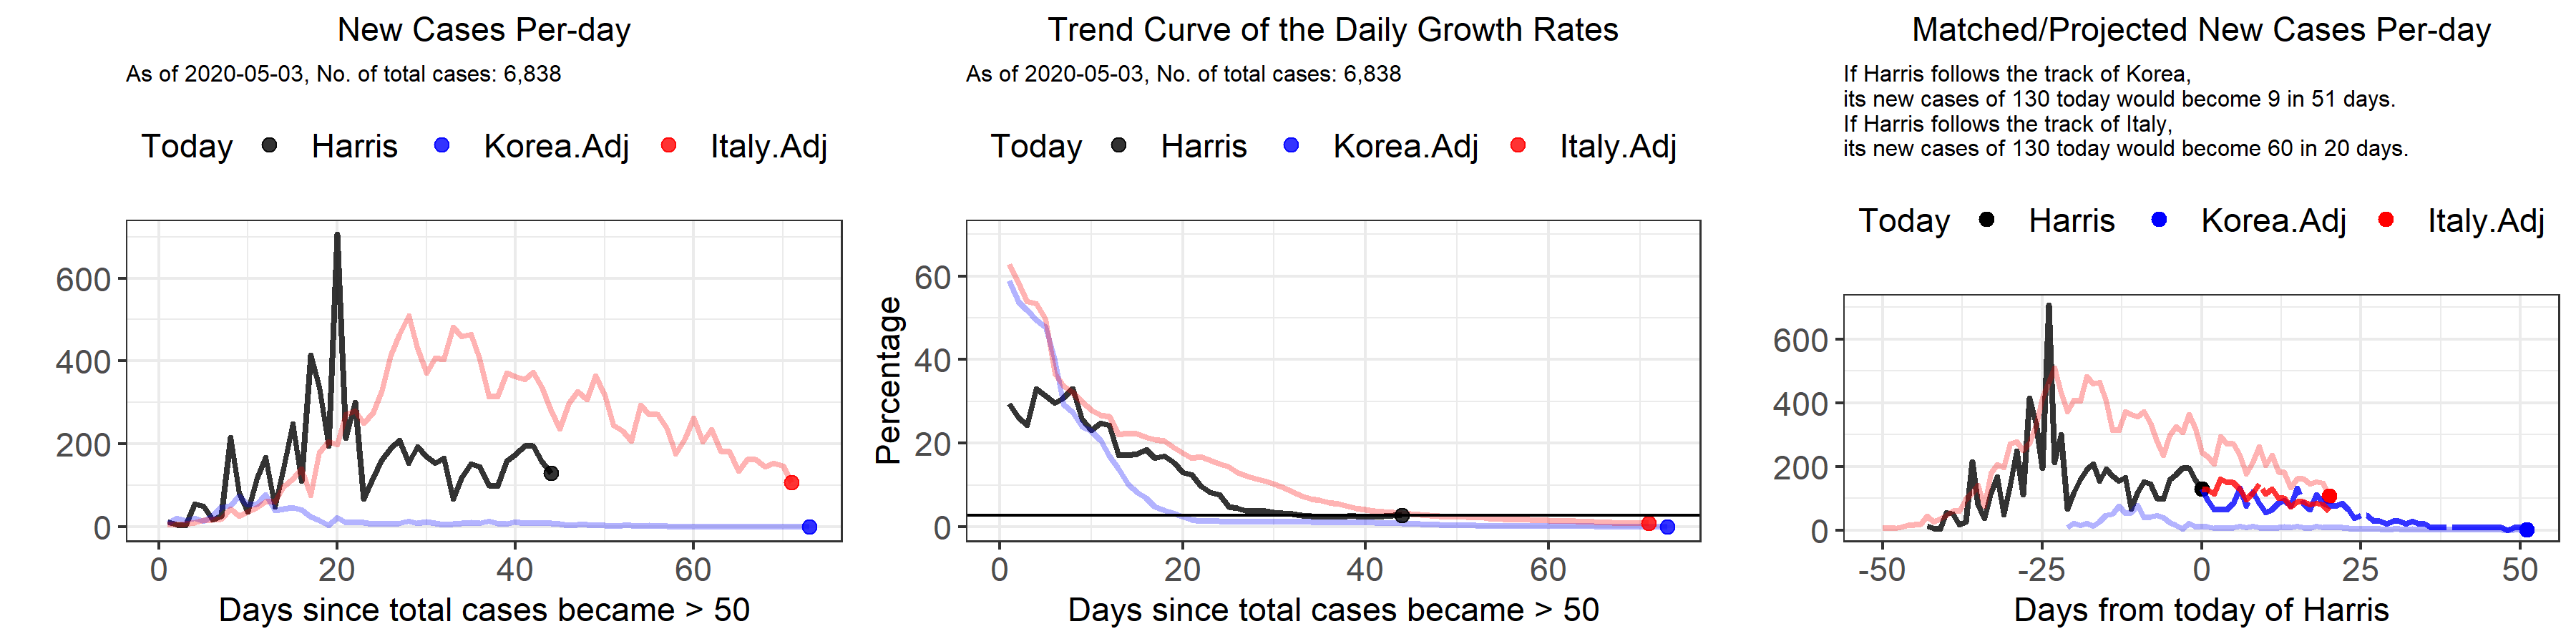 New Cases Per-day
As of 2020-05-03, No. of total cases: 6,838
Today Harris Korea.Adj Italy.Adj
600
400
200
0
0 20 40 60
Days since total cases became > 50
Trend Curve of the Daily Growth Rates
As of 2020-05-03, No. of total cases: 6,838
Today Harris Korea.Adj Italy.Adj
Percentage
60
40
20
0
0 20 40 60
Days since total cases became > 50
Matched/Projected New Cases Per-day
If Harris follows the track of Korea,
its new cases of 130 today would become 9 in 51 days.
If Harris follows the track of Italy,
its new cases of 130 today would become 60 in 20 days.
Today Harris Korea.Adj Italy.Adj
600
400
200
0
-50 -25 0 25 50
Days from today of Harris